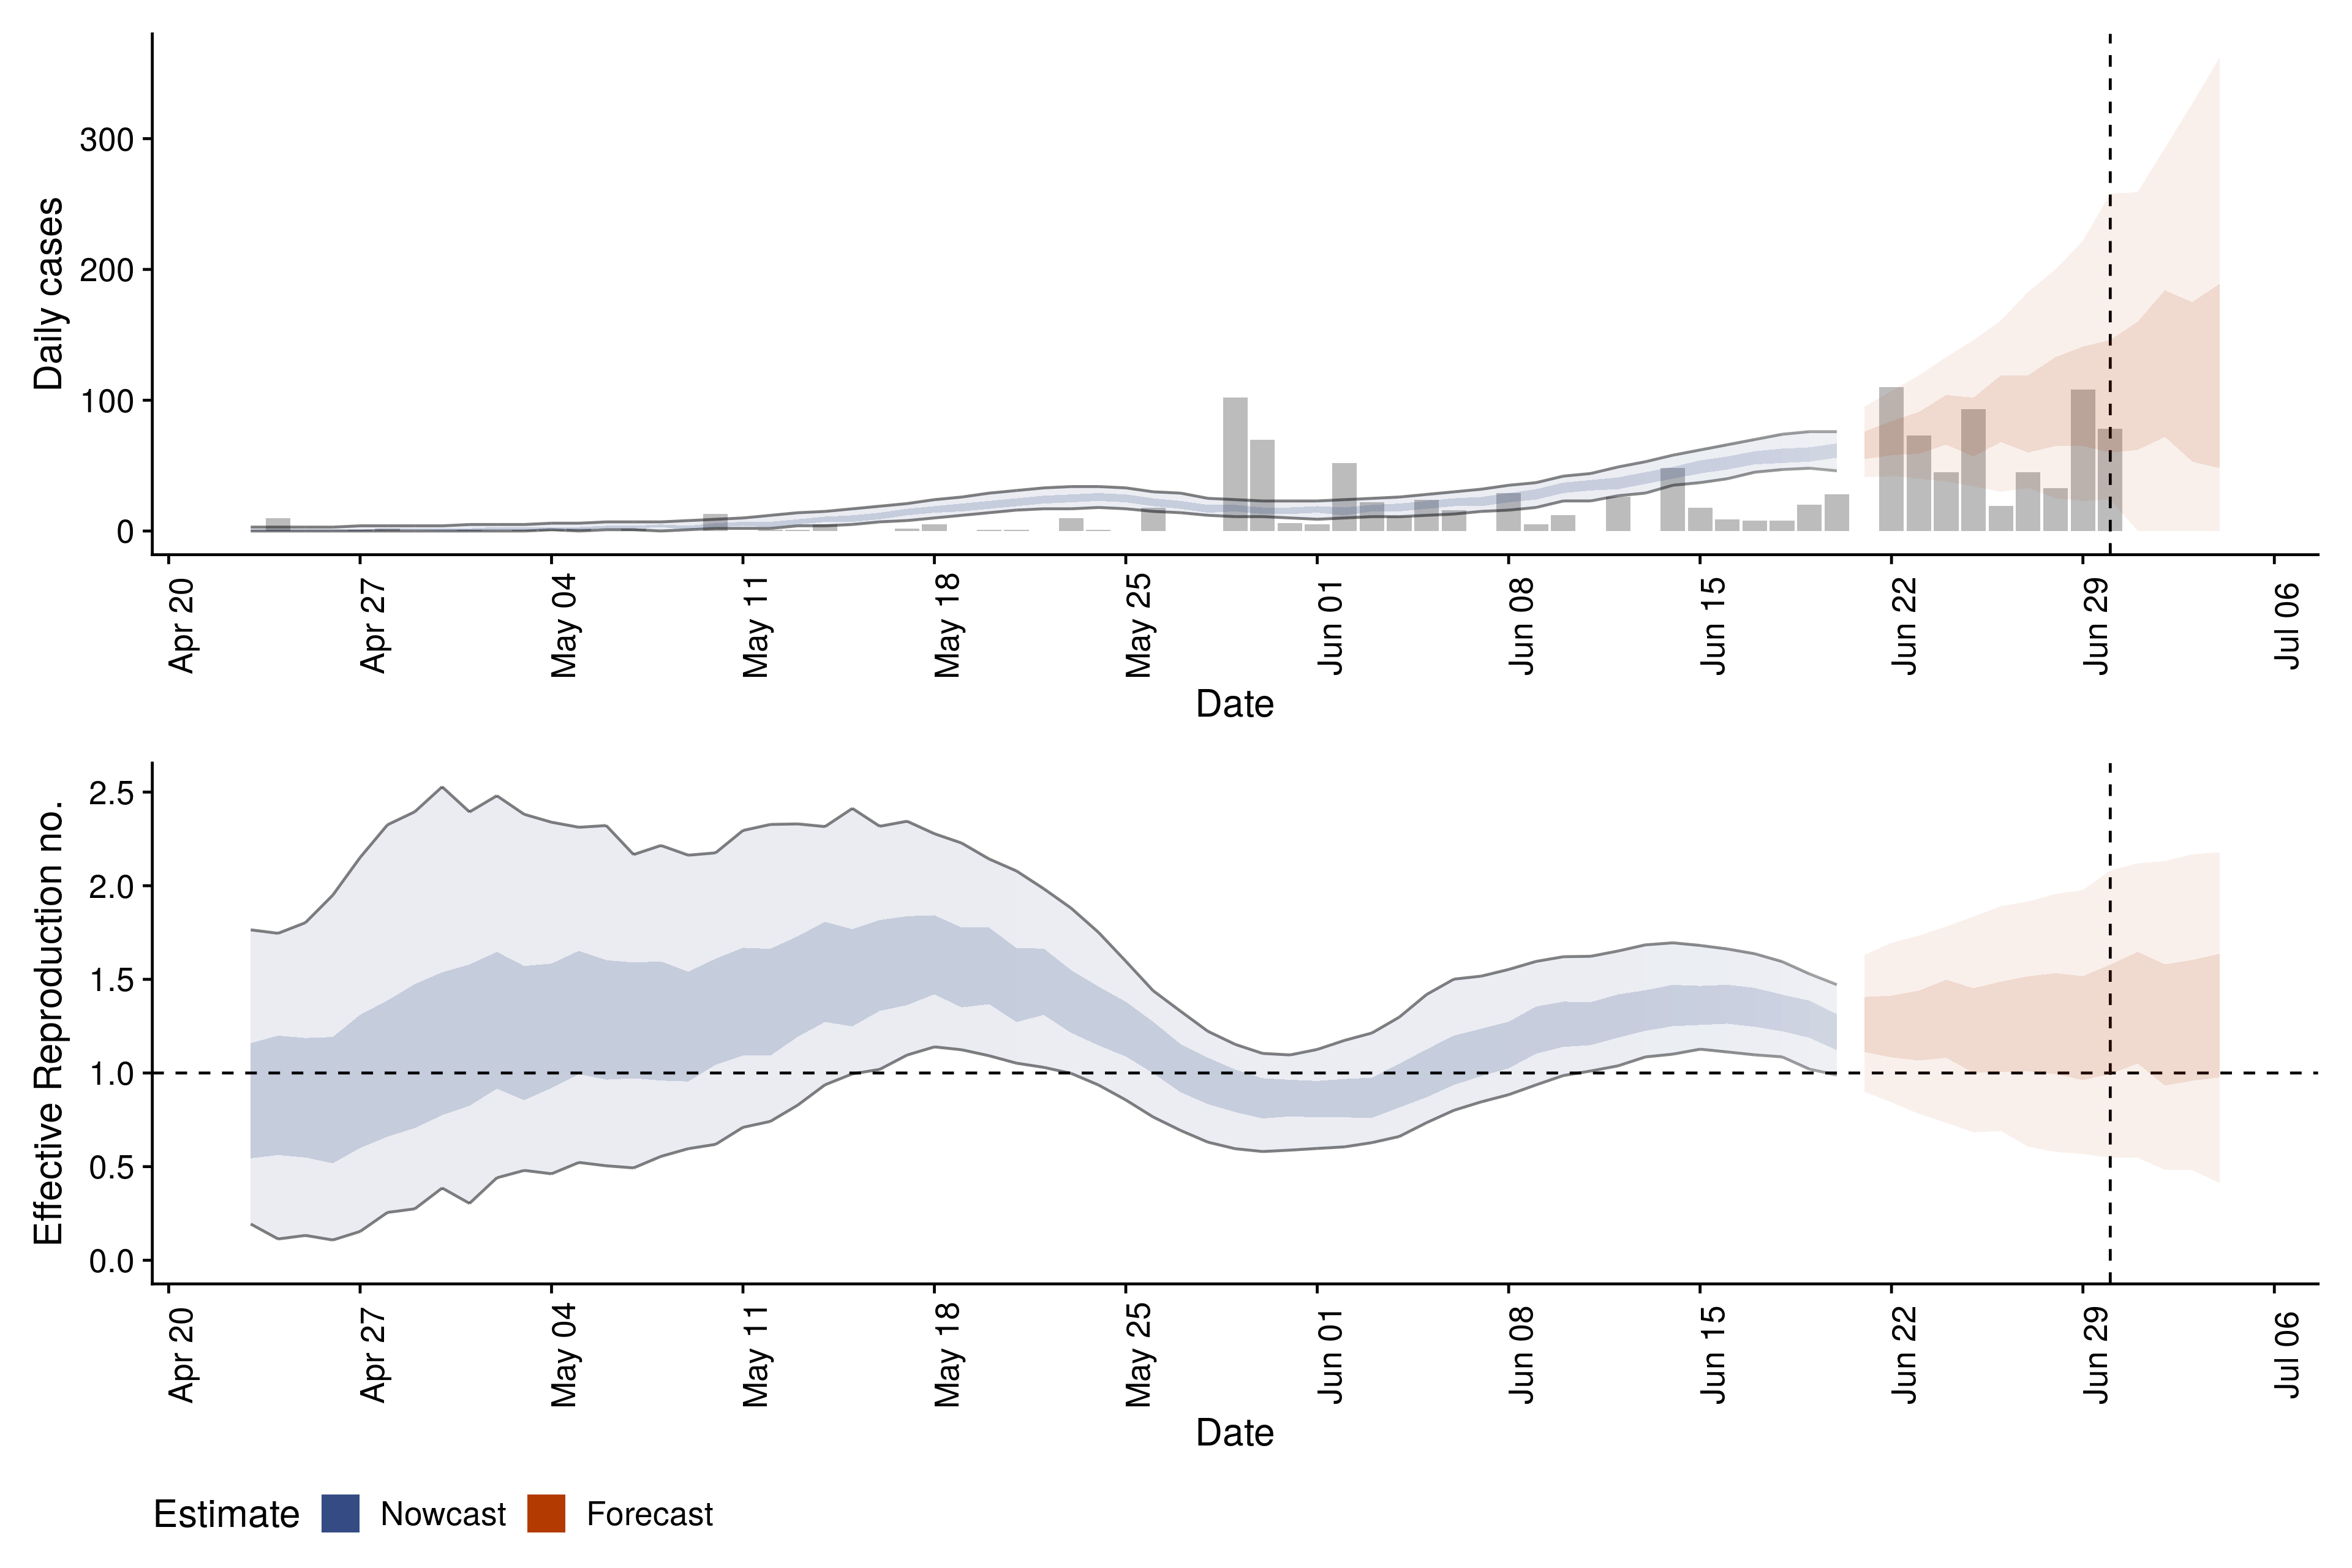 Daily cases
300
200
100
0
Apr 20
Apr 27
May 04
May 11
May 18
May 25
Jun 01
Jun 08
Jun 15
Jun 22
Jun 29
Jul 06
Date
Effective Reproduction no.
2.5
2.0
1.5
1.0
0.5
0.0
Apr 20
Apr 27
May 04
May 11
May 18
May 25
Jun 01
Jun 08
Jun 15
Jun 22
Jun 29
Jul 06
Date
Estimate Nowcast Forecast